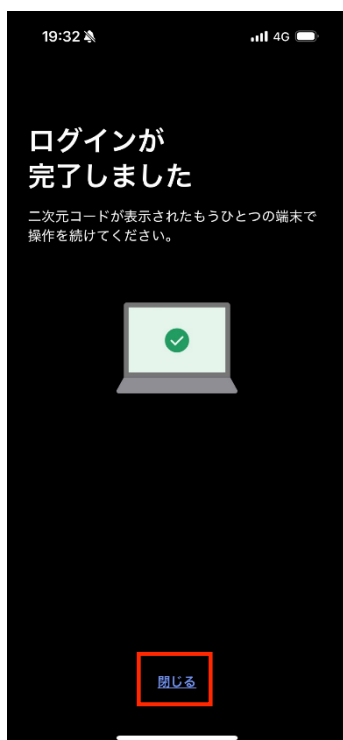 19:32 4G
ログインが
完了しました
二次元コードが表示されたもうひとつの端末で
操作を続けてください。
閉じる